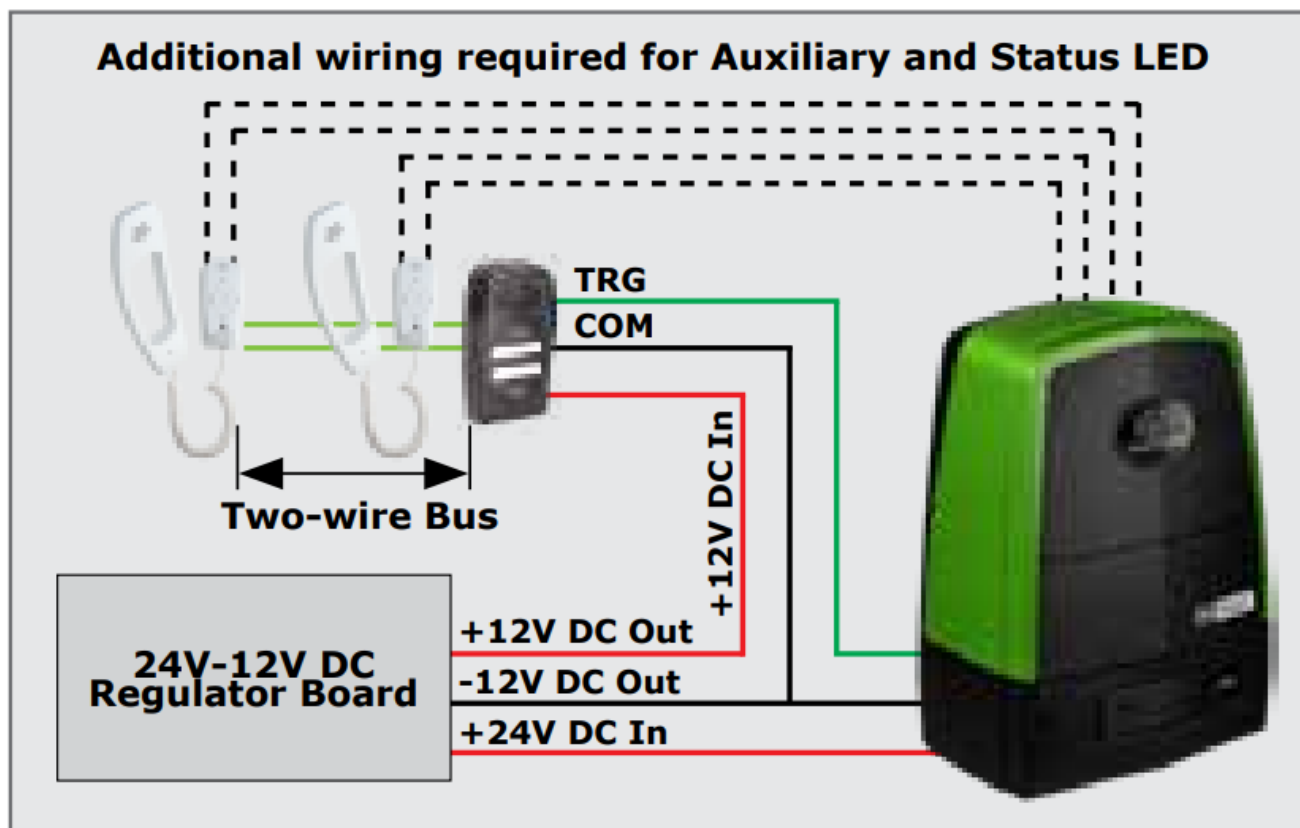 Additional wiring required for Auxiliary and Status LED
TRG
COM
+12V DC In
Two-wire Bus
24V-12V DC
Regulator Board
+12V DC Out
-12V DC Out
+24V DC In